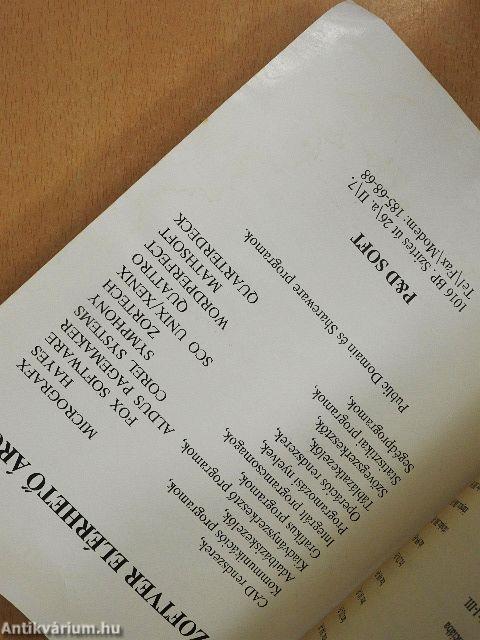 ZOFTVER ELÉRHETŐ ÁRO
MICROGRAFX
HAYES
FOX SOFTWARE
ALDUS PAGEMAKER
COREL SYSTEMS
SYMPHONY
ZORTECH
SCO UNIX/XENIX
QUATTRO
WORDPERFECT
MATHSOFT
QUARTERDECK
CAD rendszerek,
Kommunikációs programok,
Adatbáziskezelők,
Kiadványszerkesztő programok,
Grafikus programok,
Integrált programcsomagok,
Programozási nyelvek,
Operációs rendszerek,
Táblázatkezelők,
Szövegszerkesztők,
Statisztikai programok,
Segédprogramok,
Public Domain és Shareware programok.
P&D SOFT
1016 BP. Szirtes út 26/a. II/7.
Tel/Fax/Modem: 185-68-68
Antikvárium.hu